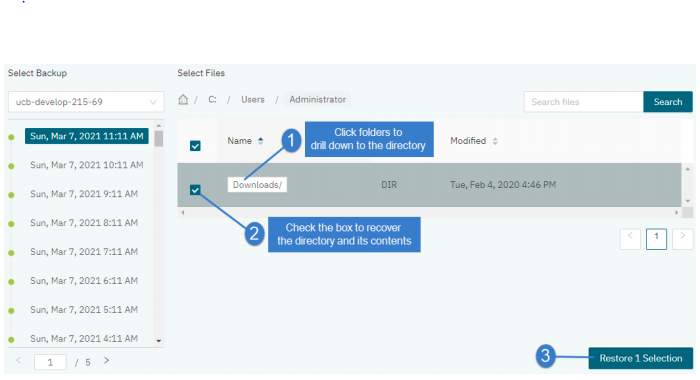 Select Backup
Select Files
ucb-develop-215-69
/ C: / Users / Administrator
Search files
Search
Sun, Mar 7, 2021 11:11 AM
Sun, Mar 7, 2021 10:11 AM
Sun, Mar 7, 2021 9:11 AM
Sun, Mar 7, 2021 8:11 AM
Sun, Mar 7, 2021 7:11 AM
Sun, Mar 7, 2021 6:11 AM
Sun, Mar 7, 2021 5:11 AM
Sun, Mar 7, 2021 4:11 AM
< 1 / 5 >
Name
1
Click folders to
drill down to the directory
Modified
Downloads/
DIR
Tue, Feb 4, 2020 4:46 PM
2
Check the box to recover
the directory and its contents
< 1 >
3
Restore 1 Selection